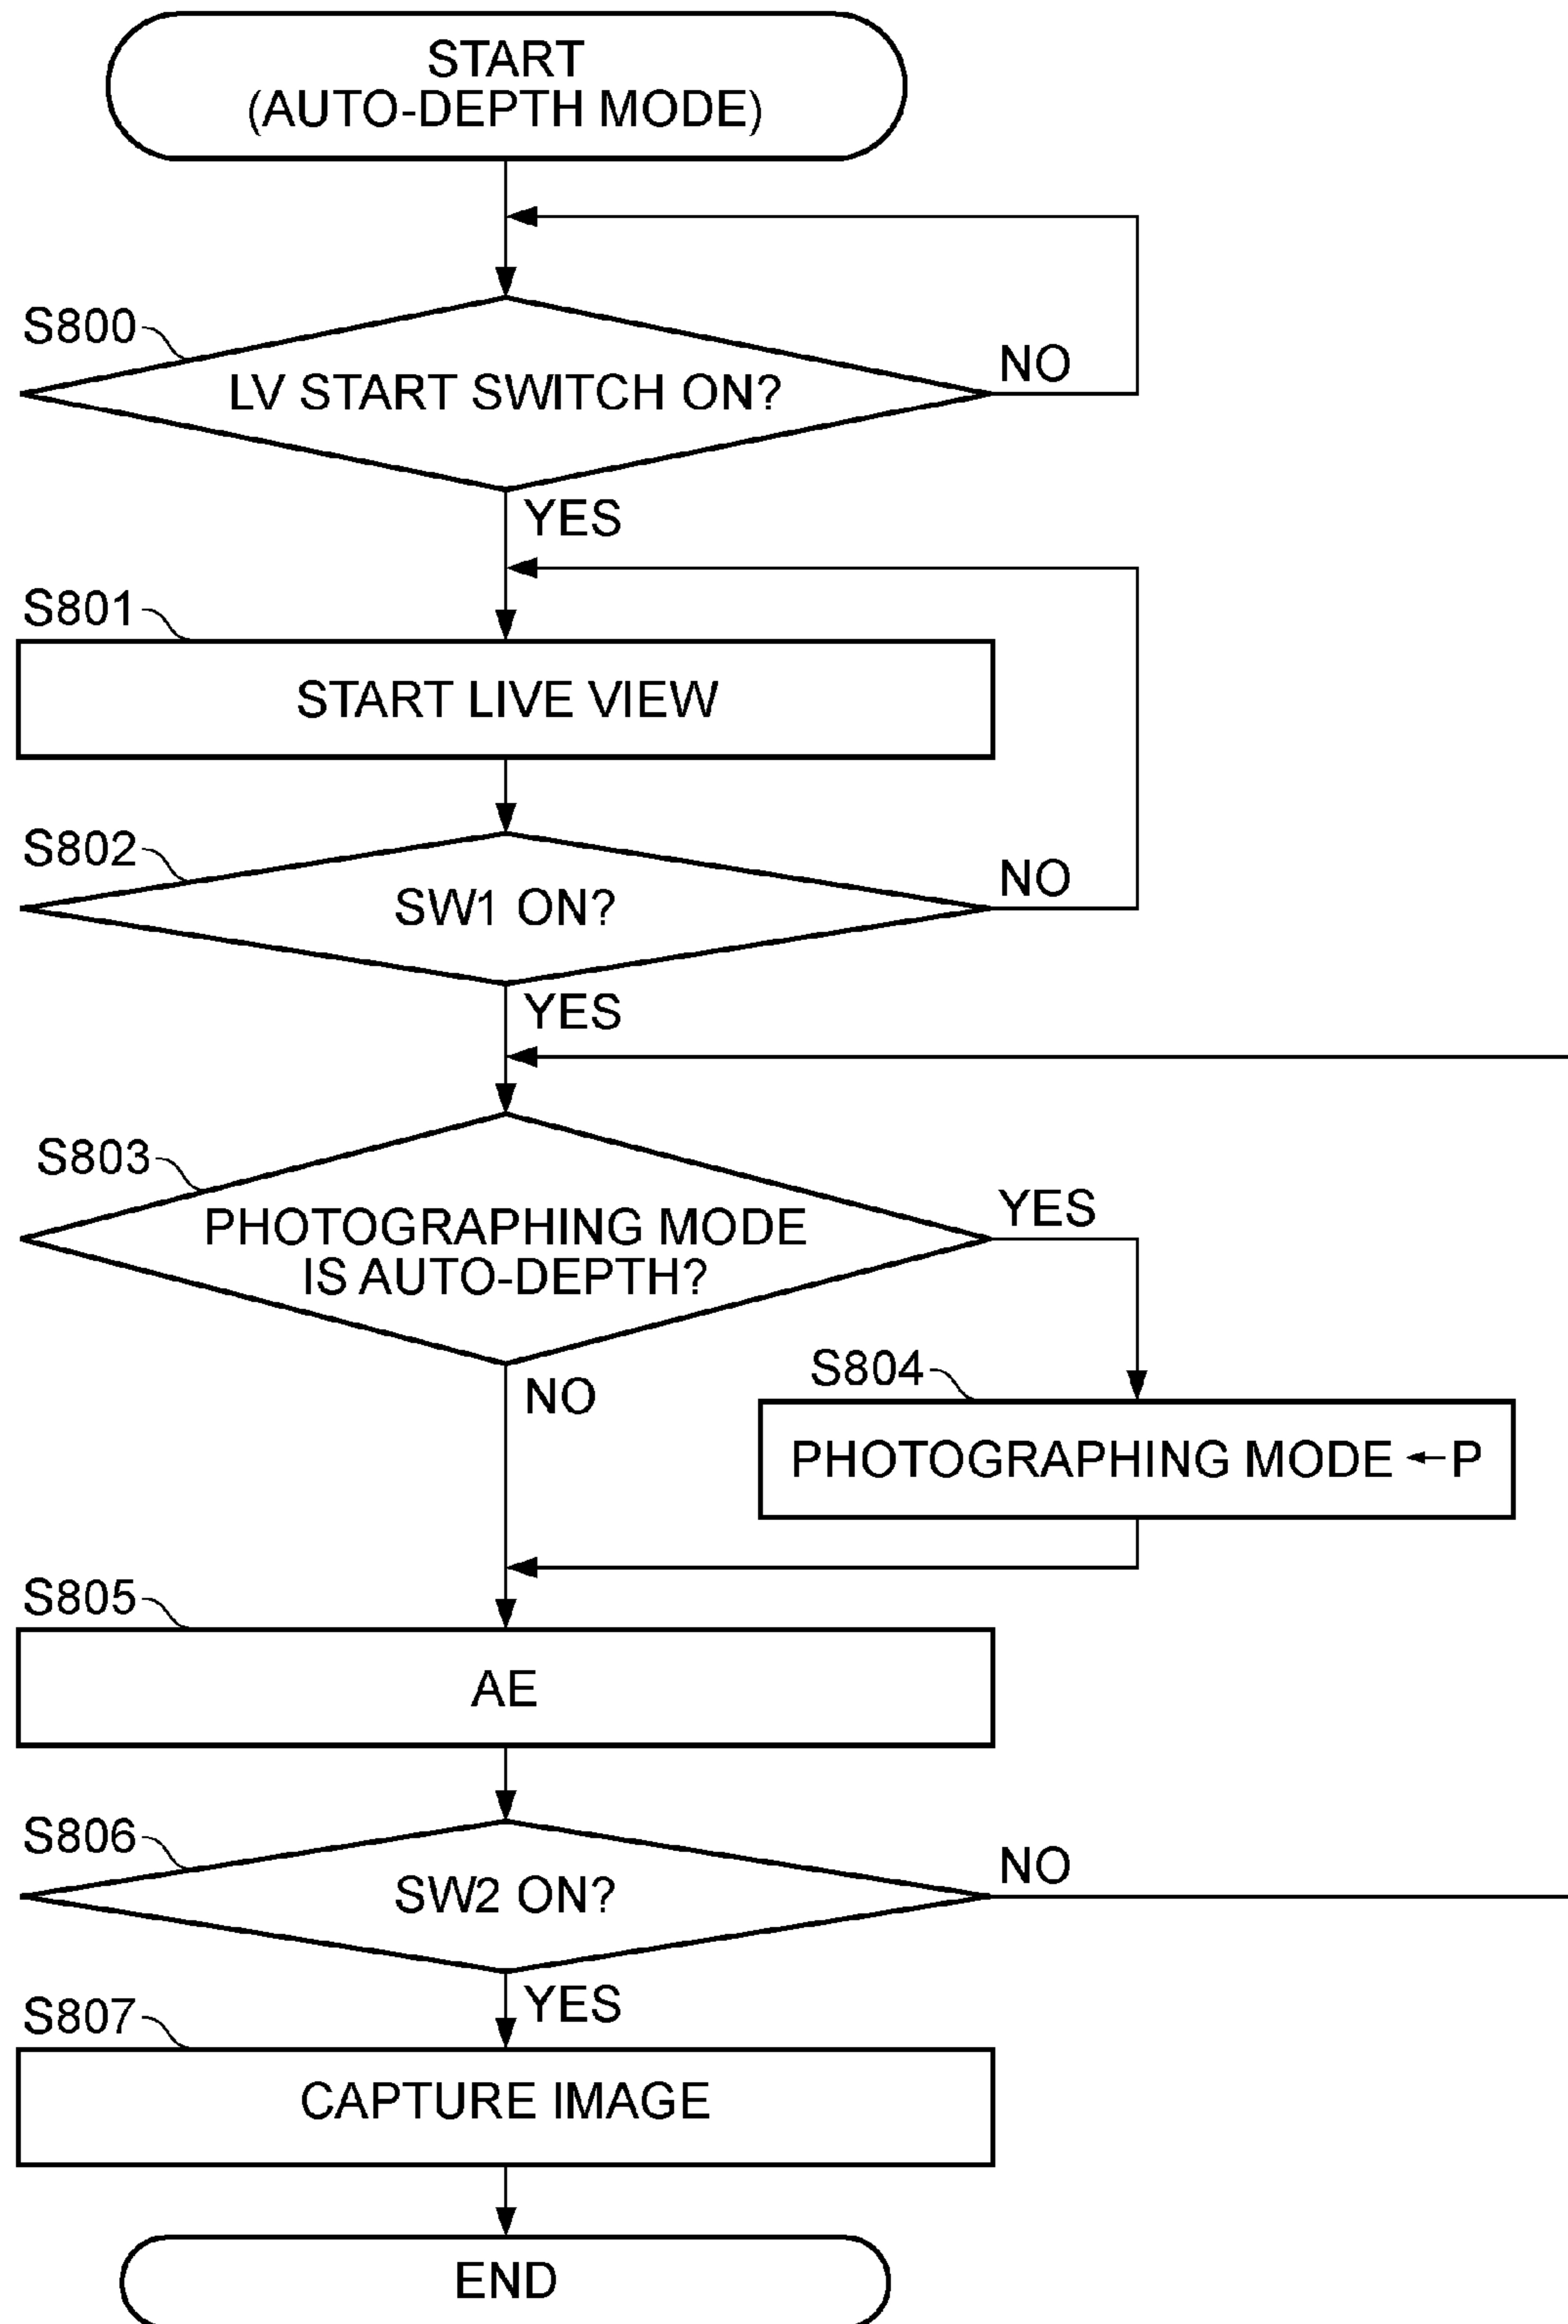 START
(AUTO-DEPTH MODE)
S800
LV START SWITCH ON?
NO
YES
S801
START LIVE VIEW
S802
SW1 ON?
NO
YES
S803
PHOTOGRAPHING MODE
IS AUTO-DEPTH?
YES
NO
S804
PHOTOGRAPHING MODE ← P
S805
AE
S806
SW2 ON?
NO
YES
S807
CAPTURE IMAGE
END